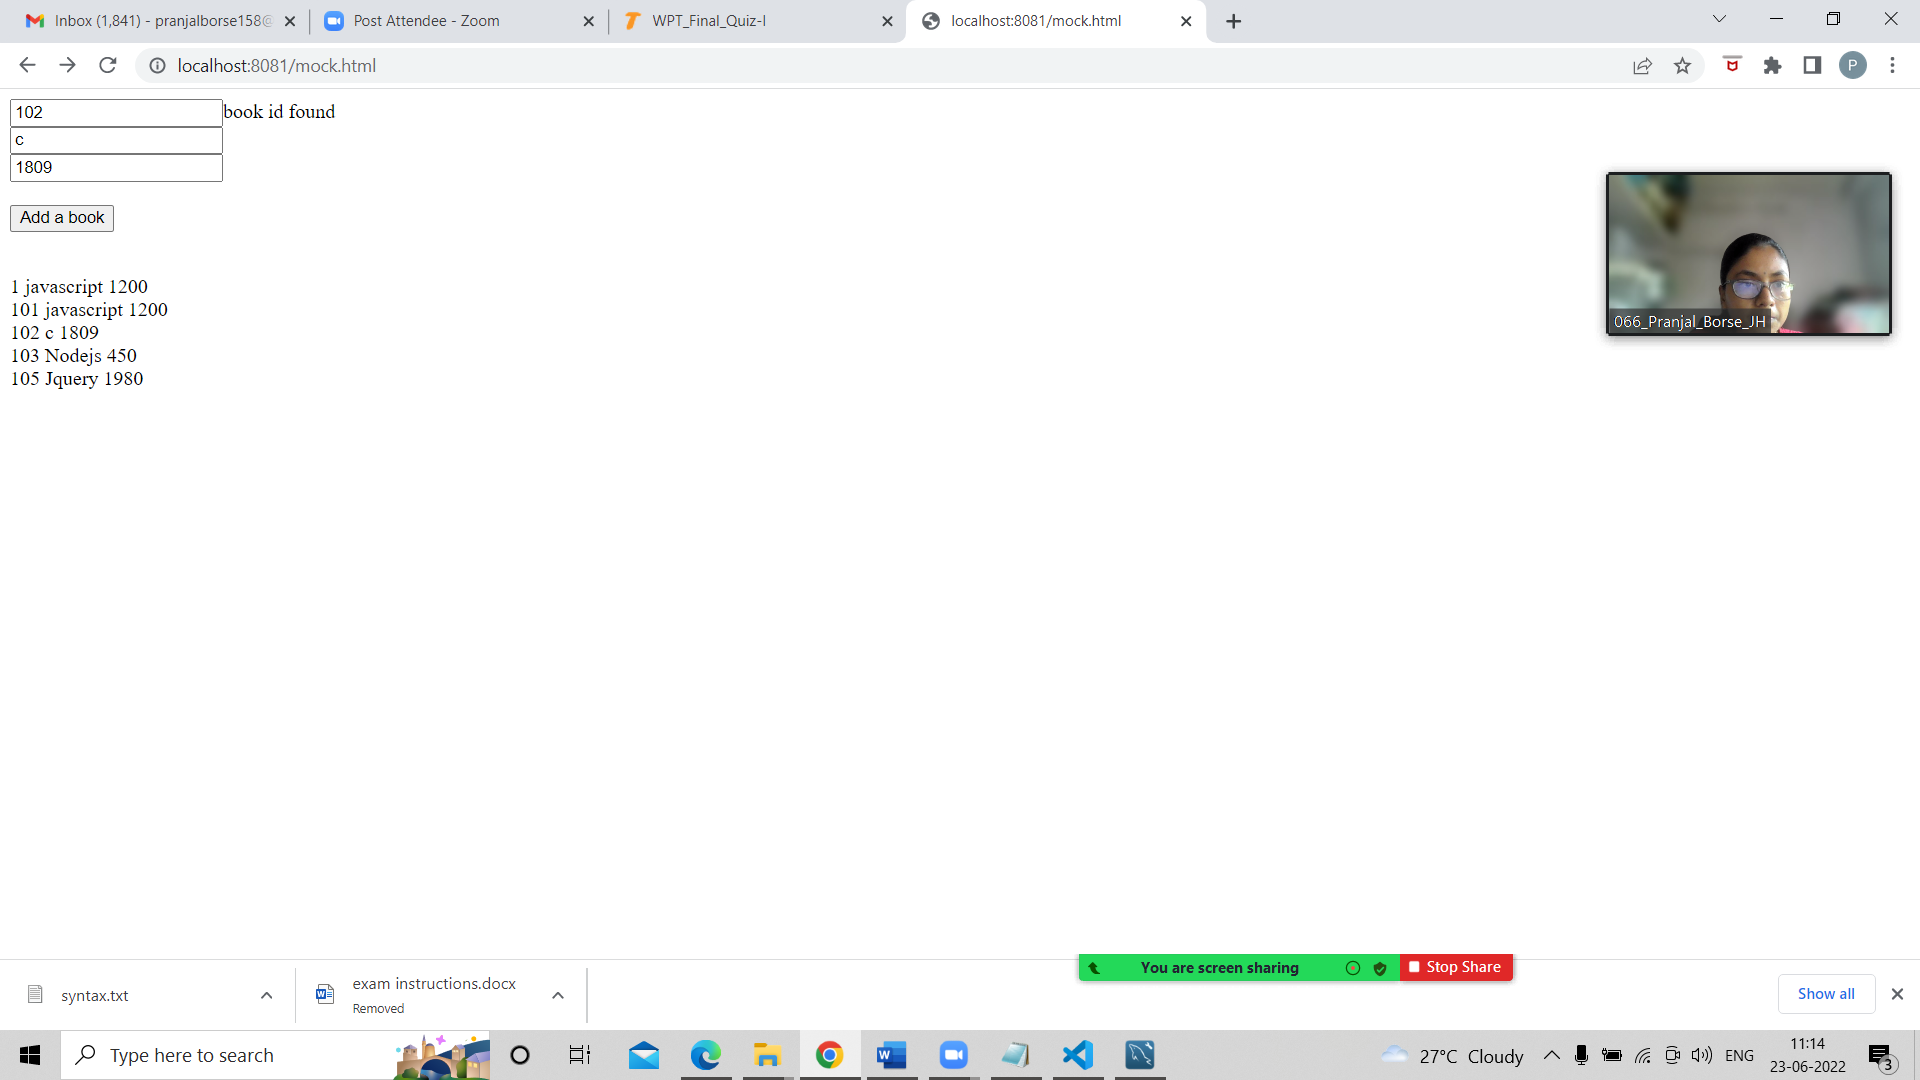 Inbox (1,841) - pranjalborse158@
Post Attendee - Zoom
WPT_Final_Quiz-I
localhost:8081/mock.html
localhost:8081/mock.html
P
102
book id found
c
1809
Add a book
1 javascript 1200
101 javascript 1200
102 c 1809
103 Nodejs 450
105 Jquery 1980
066_Pranjal_Borse_JH
You are screen sharing
Stop Share
syntax.txt
exam instructions.docx
Removed
Show all
Type here to search
27°C Cloudy
ENG
11:14
23-06-2022
3